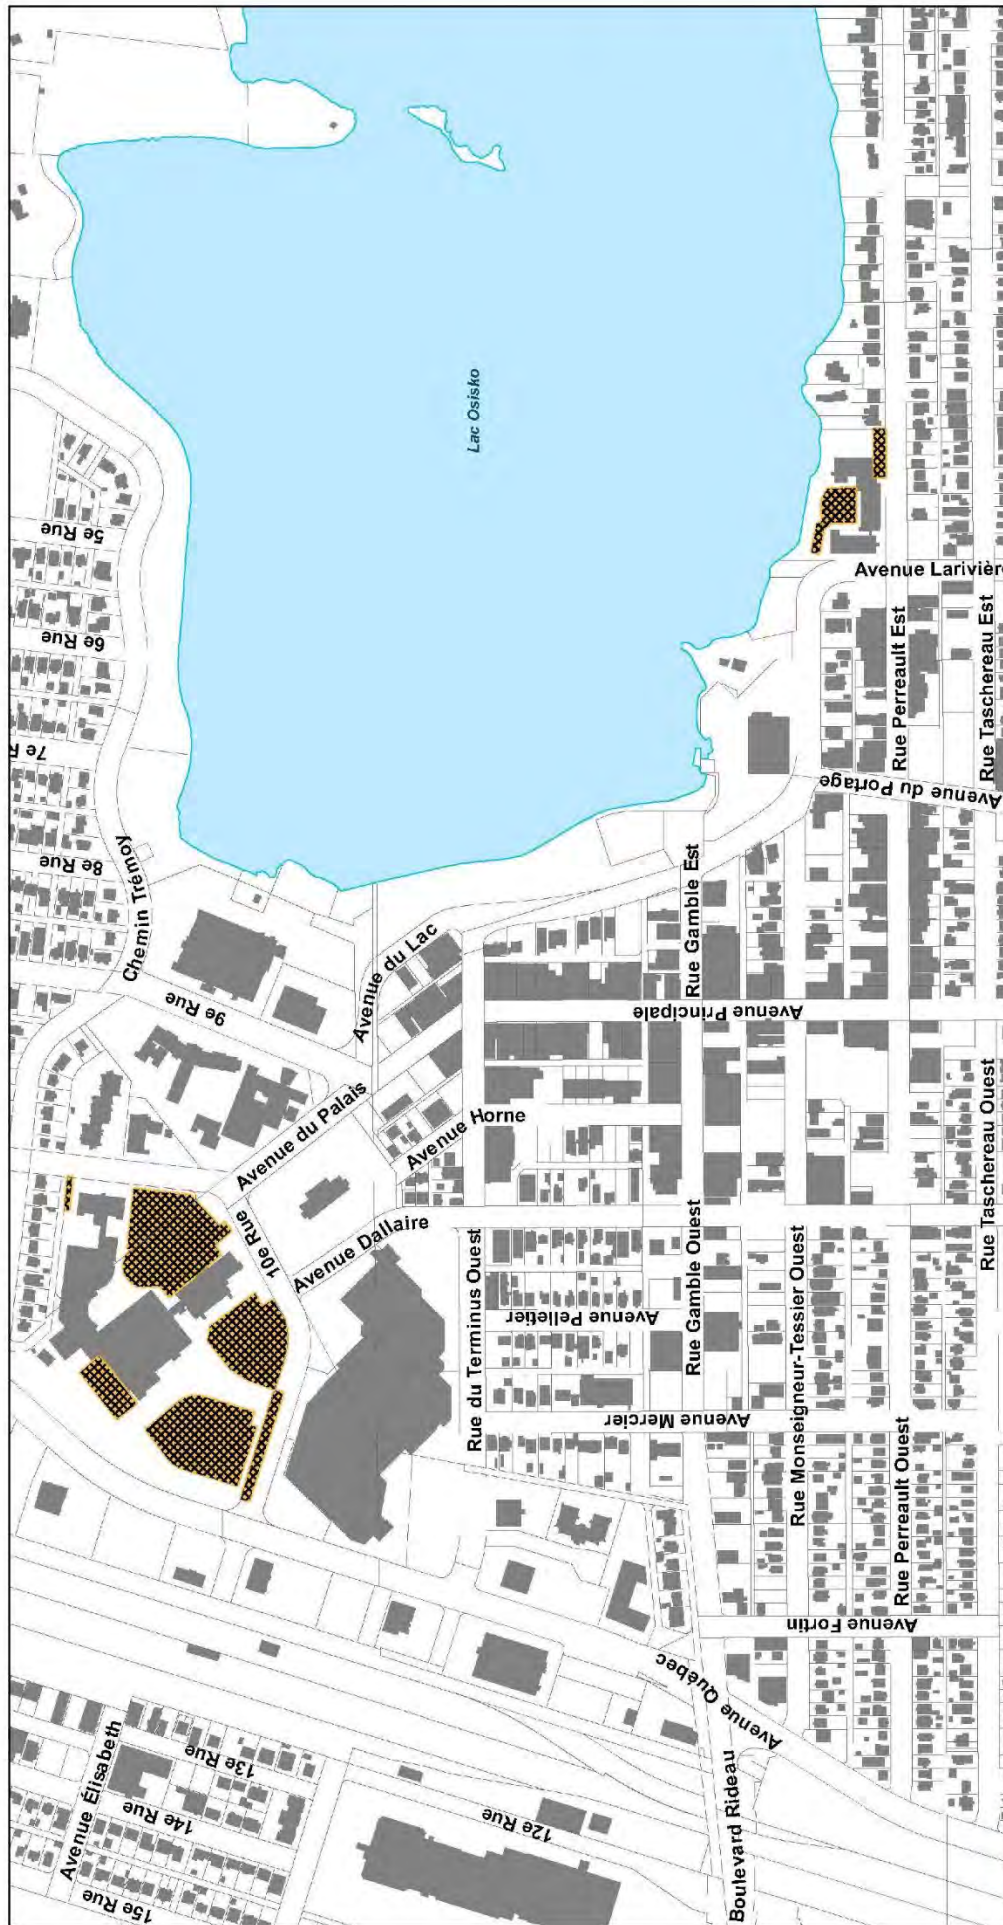 Lac Osisko
5e Rue
6e Rue
7e R
8e Rue
Chemin Trémoy
9e Rue
Avenue du Lac
Avenue Larivière
Rue Perreault Est
Rue Taschereau Est
Avenue du Portage
Rue Gamble Est
Avenue Principale
Avenue du Palais
Avenue Horne
10e Rue
Avenue Dallaire
Rue du Terminus Ouest
Avenue Pelletier
Rue Gamble Ouest
Avenue Mercier
Rue Monseigneur-Tessier Ouest
Rue Taschereau Ouest
Rue Perreault Ouest
Avenue Fortin
Avenue Québec
Boulevard Rideau
12e Rue
13e Rue
14e Rue
15e Rue
Avenue Élisabeth